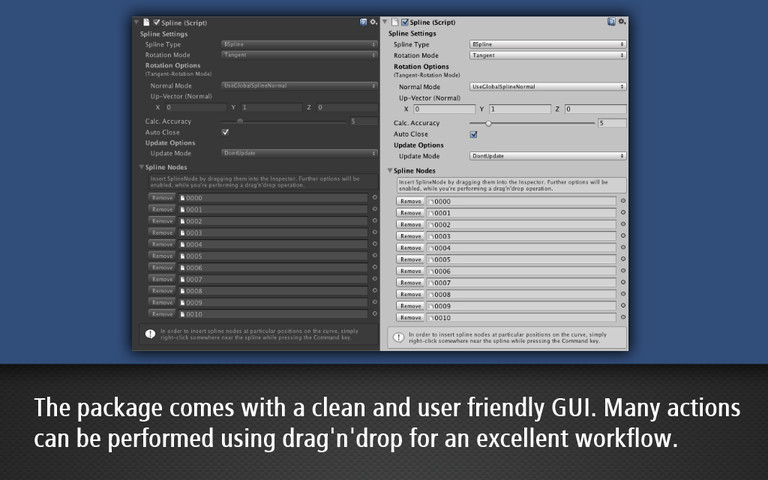 Spline (Script)
Spline Settings
Spline Type BSpline
Rotation Mode Tangent
Rotation Options
(Tangent-Rotation Mode)
Normal Mode UseGlobalSplineNormal
Up-Vector (Normal)
X 0 Y 1 Z 0
Calc. Accuracy 5
Auto Close
Update Options
Update Mode DontUpdate
Spline Nodes
Insert SplineNode by dragging them into the Inspector. Further options will be
enabled, while you're performing a drag'n'drop operation.
Remove 0000
Remove 0001
Remove 0002
Remove 0003
Remove 0004
Remove 0005
Remove 0006
Remove 0007
Remove 0008
Remove 0009
Remove 0010
In order to insert spline nodes at particular positions on the curve, simply
right-click somewhere near the spline while pressing the Command key.
Spline (Script)
Spline Settings
Spline Type BSpline
Rotation Mode Tangent
Rotation Options
(Tangent-Rotation Mode)
Normal Mode UseGlobalSplineNormal
Up-Vector (Normal)
X 0 Y 1 Z 0
Calc. Accuracy 5
Auto Close
Update Options
Update Mode DontUpdate
Spline Nodes
Insert SplineNode by dragging them into the Inspector. Further options will be
enabled, while you're performing a drag'n'drop operation.
Remove 0000
Remove 0001
Remove 0002
Remove 0003
Remove 0004
Remove 0005
Remove 0006
Remove 0007
Remove 0008
Remove 0009
Remove 0010
In order to insert spline nodes at particular positions on the curve, simply
right-click somewhere near the spline while pressing the Command key.
The package comes with a clean and user friendly GUI. Many actions
can be performed using drag'n'drop for an excellent workflow.